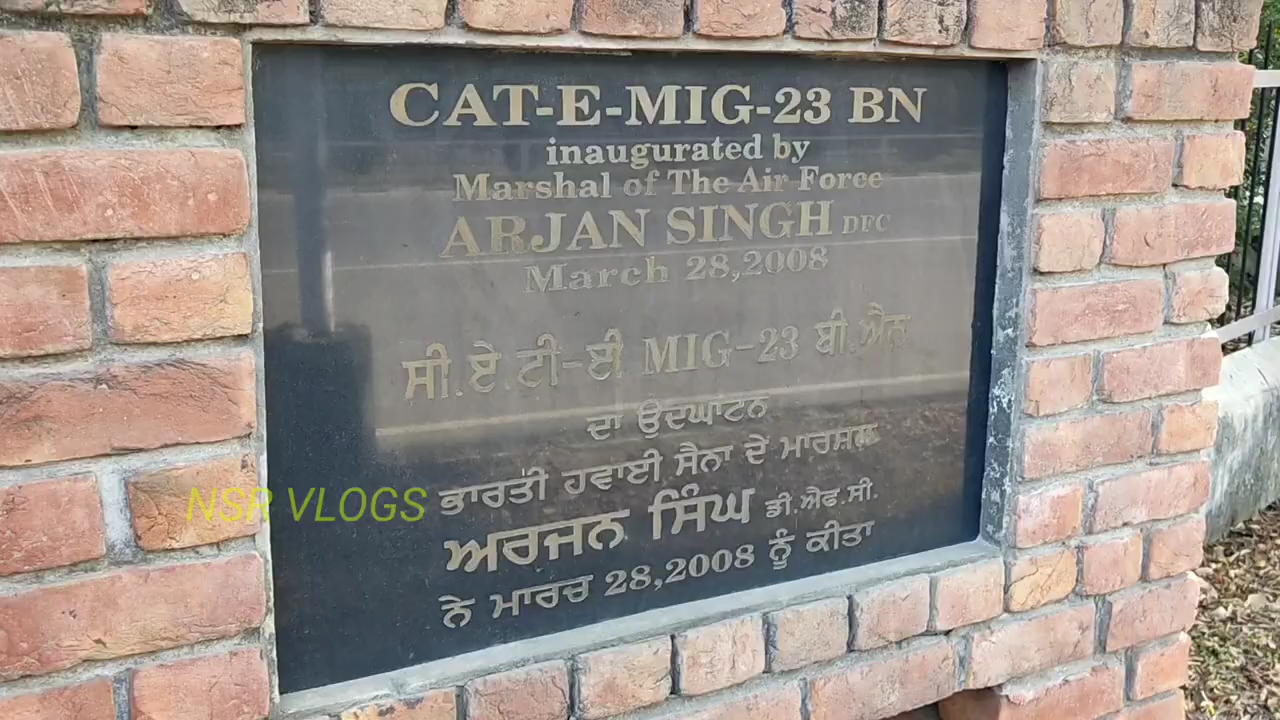 CAT-E-MIG-23 BN
inaugurated by
Marshal of The Air Force
ARJAN SINGH DFC
March 28,2008
ਸੀ.ਏ.ਟੀ-ਈ MIG-23 ਬੀ.ਐਨ.
ਦਾ ਉਦਘਾਟਨ
ਭਾਰਤੀ ਹਵਾਈ ਸੈਨਾ ਦੇ ਮਾਰਸ਼ਲ
ਅਰਜਨ ਸਿੰਘ ਡੀ.ਐਫ.ਸੀ.
ਨੇ ਮਾਰਚ 28,2008 ਨੂੰ ਕੀਤਾ
NSR VLOGS